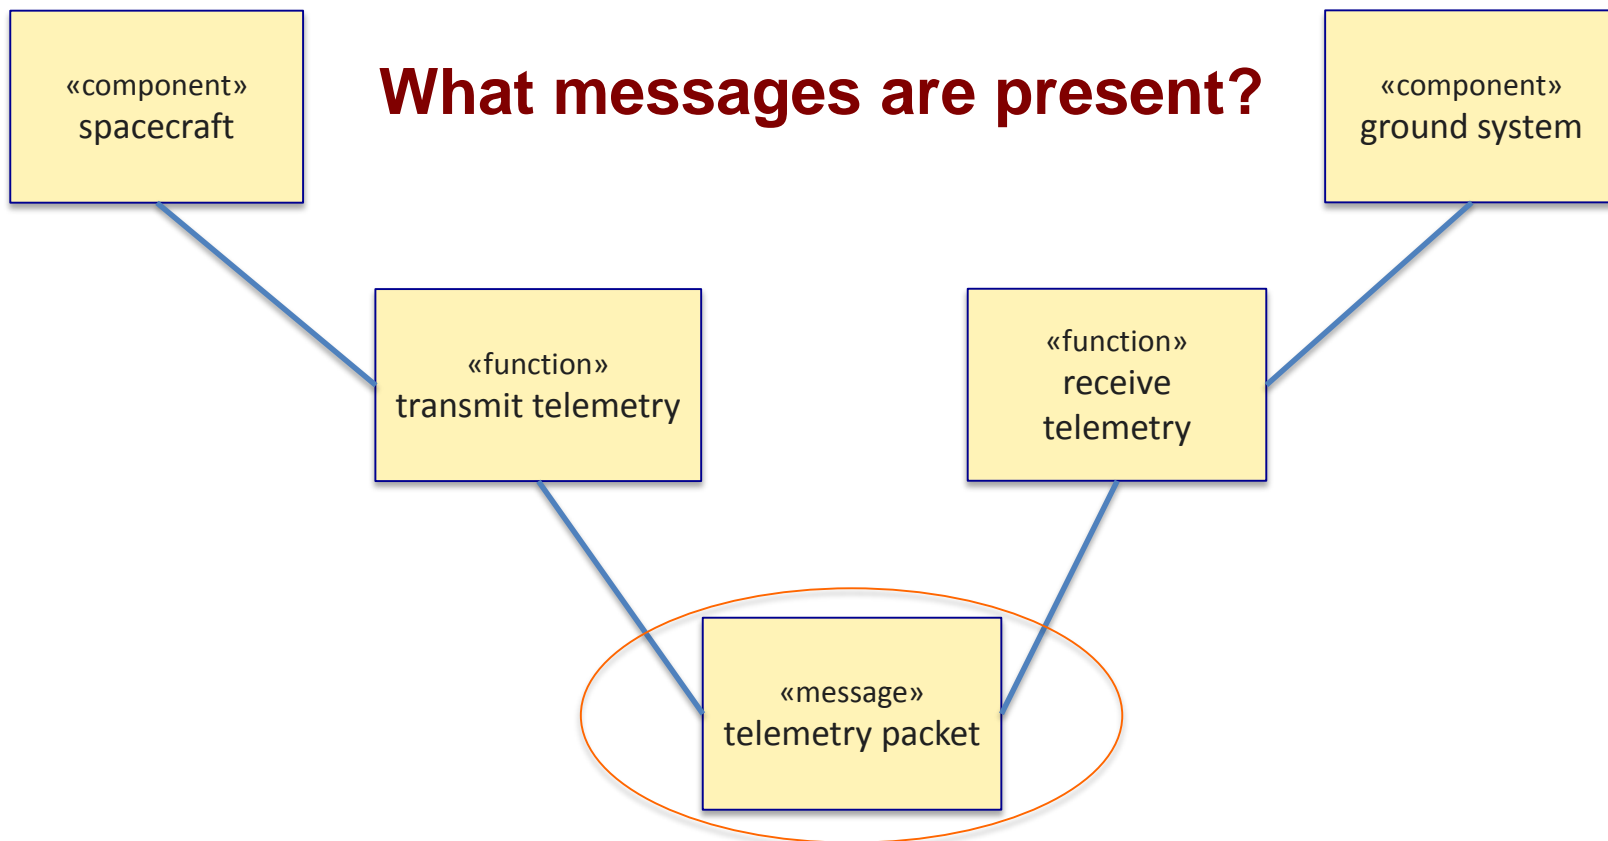 «component»
spacecraft
What messages are present?
«component»
ground system
«function»
transmit telemetry
«function»
receive
telemetry
«message»
telemetry packet